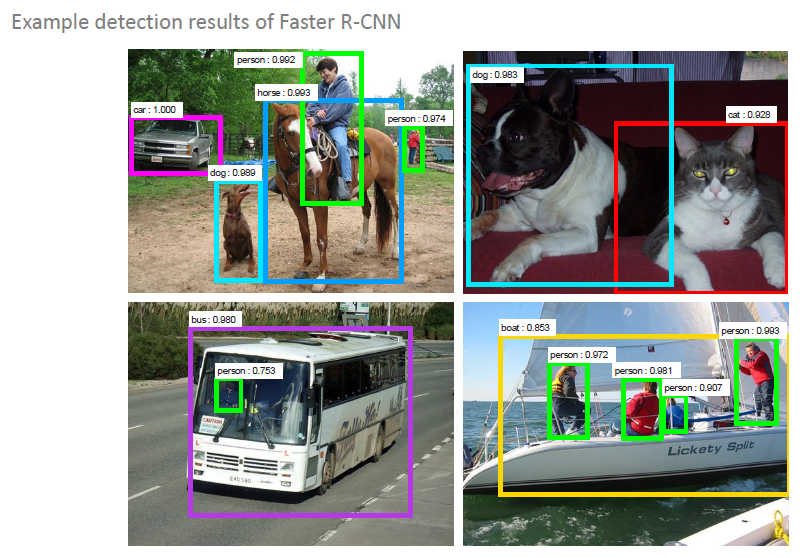 Example detection results of Faster R-CNN
person : 0.992
horse : 0.993
car : 1.000
person : 0.974
dog : 0.989
dog : 0.983
cat : 0.928
bus : 0.980
person : 0.753
CAUTION
boat : 0.853
person : 0.993
person : 0.972
person : 0.981
person : 0.907
Lickety Split